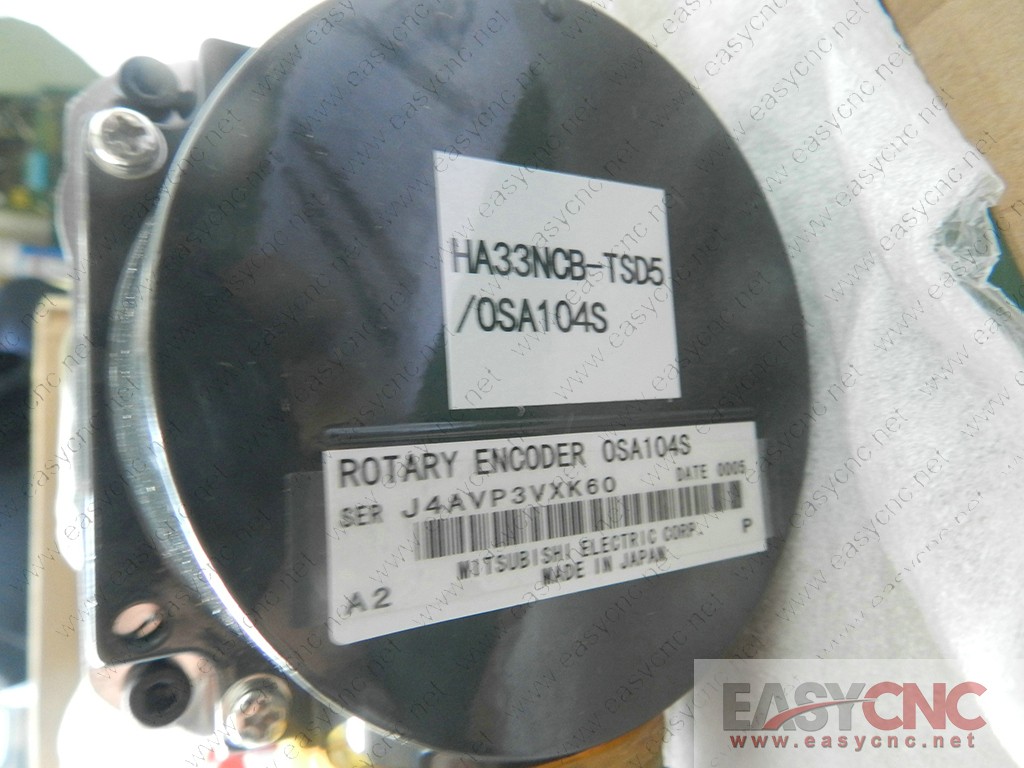 HA33NCB-TSD5
/OSA104S
ROTARY ENCODER OSA104S
SER J4AVP3VXK60 DATE 0005
MITSUBISHI ELECTRIC CORP. P
MADE IN JAPAN
A2
EASYCNC
www.easycnc.net